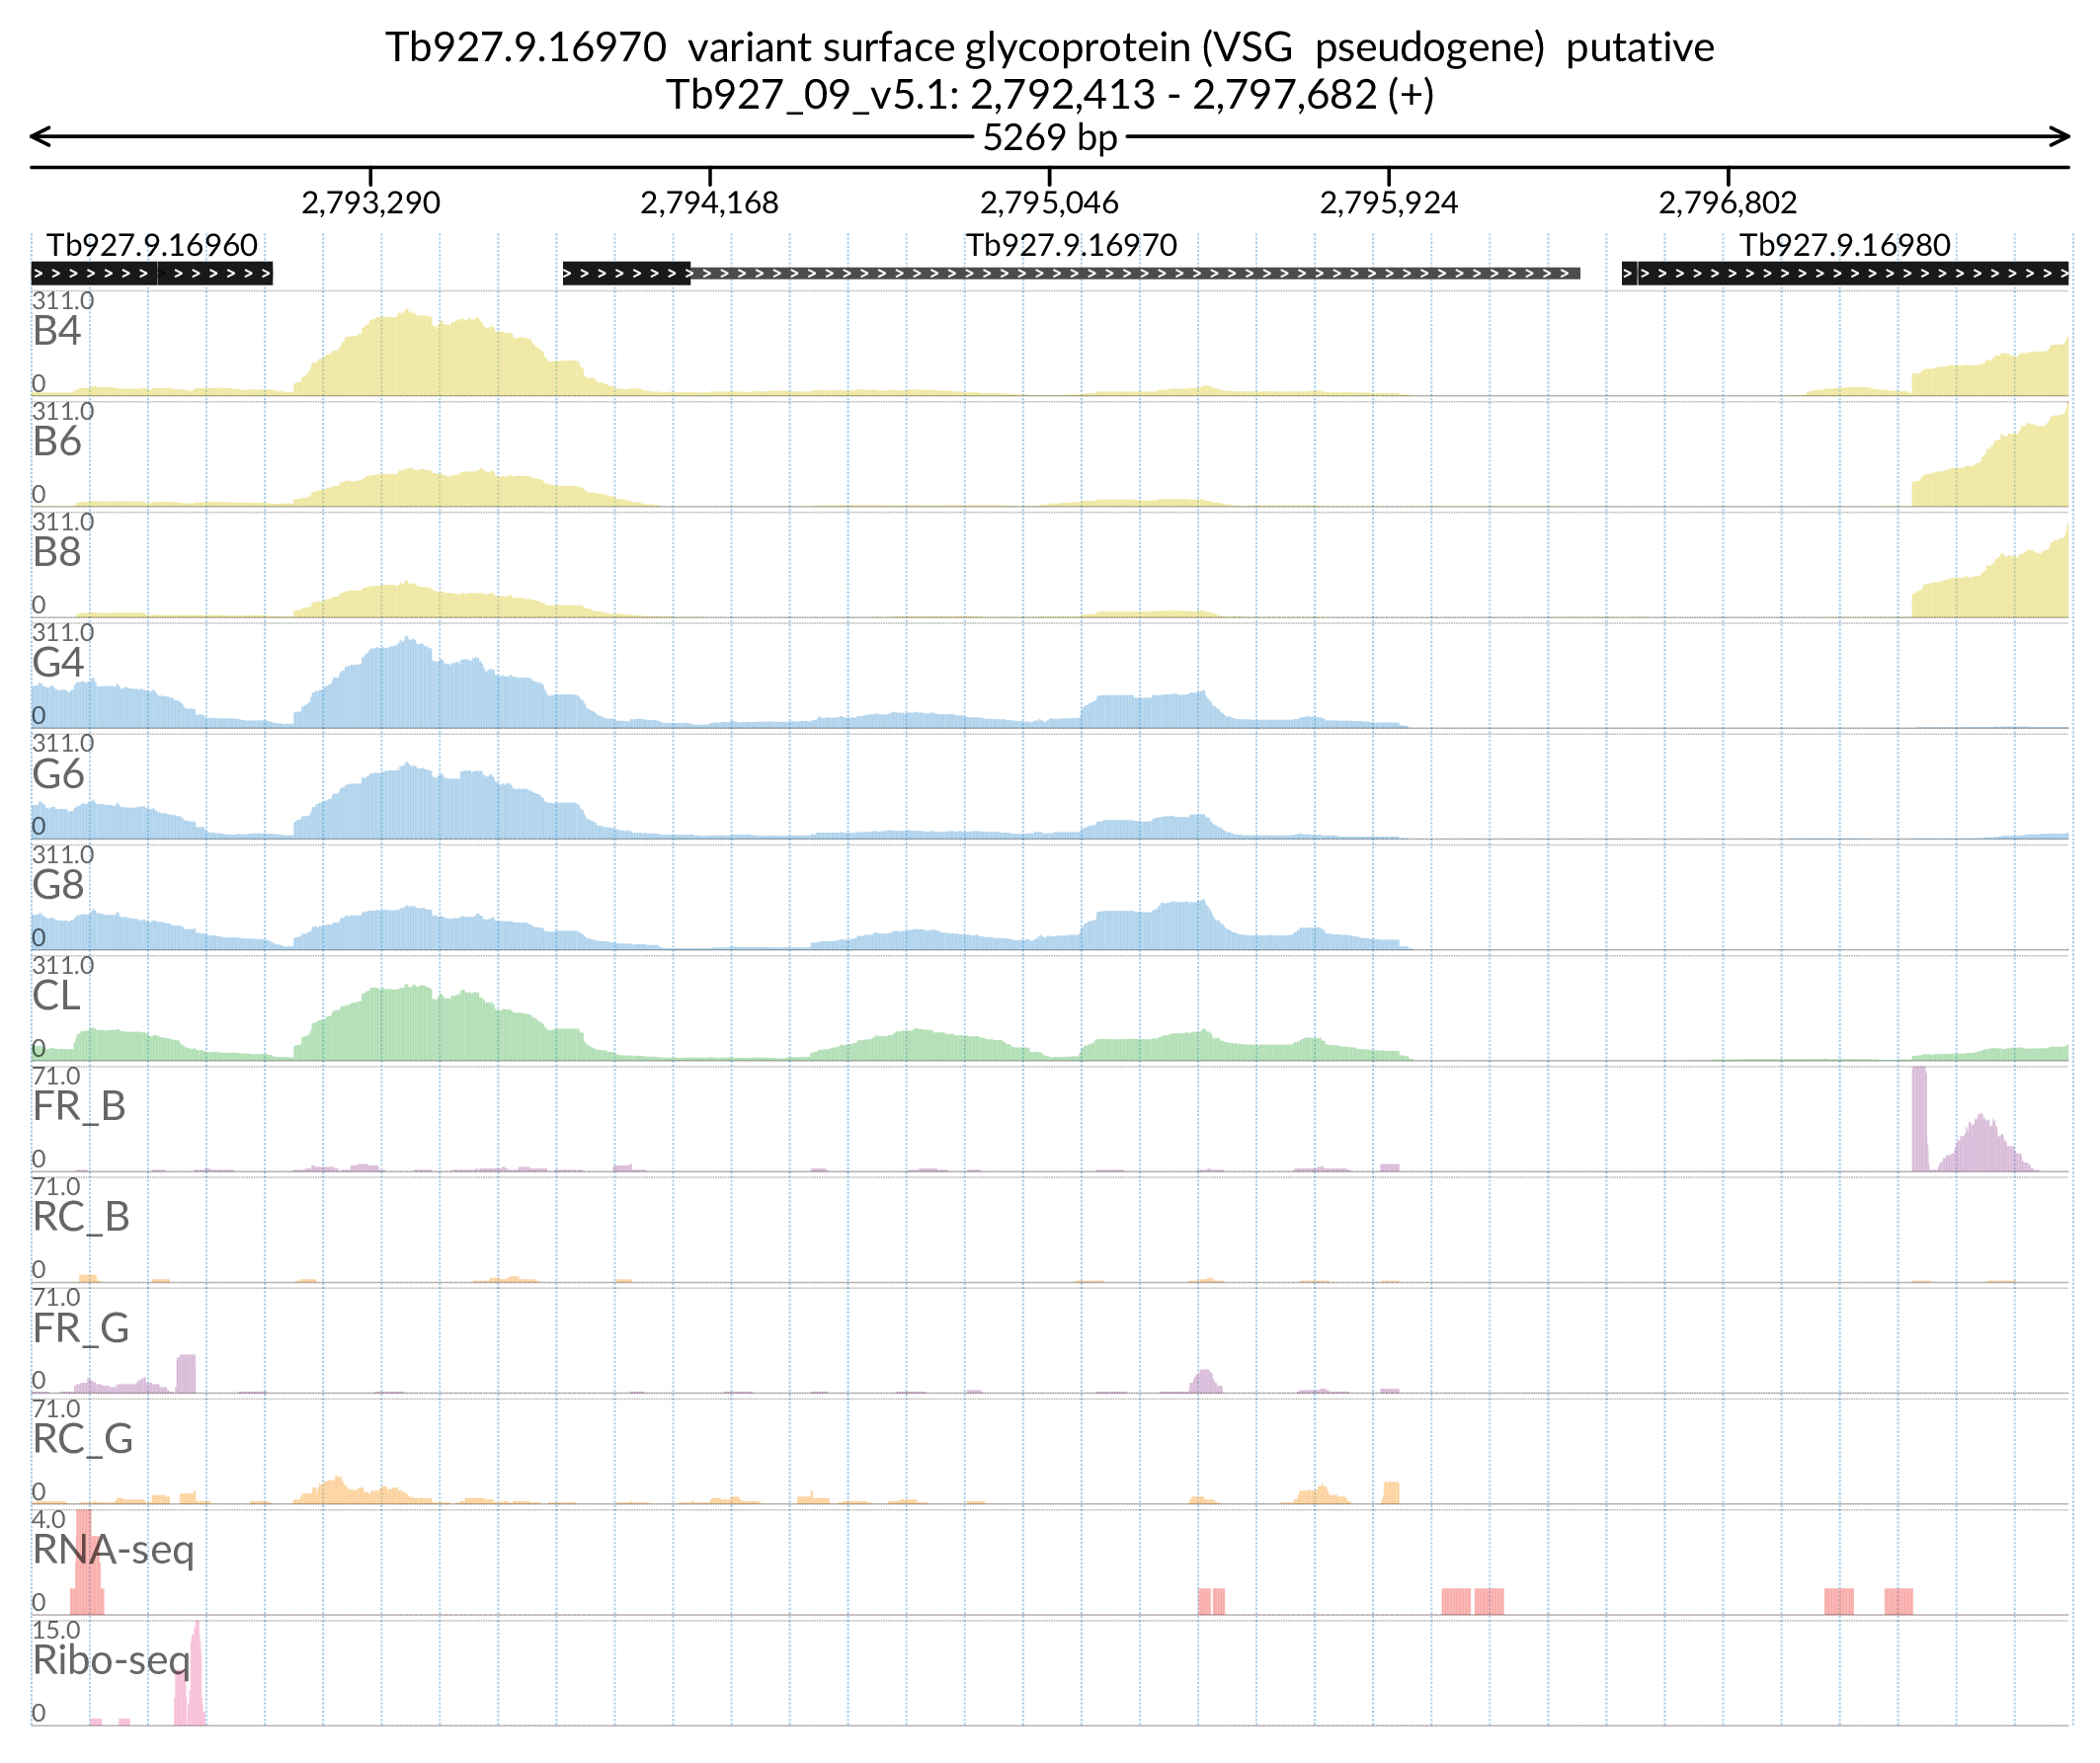 Tb927.9.16970  variant surface glycoprotein (VSG  pseudogene)  putative
Tb927_09_v5.1: 2,792,413 - 2,797,682 (+)
5269 bp
2,793,290 2,794,168 2,795,046 2,795,924 2,796,802
Tb927.9.16960 Tb927.9.16970 Tb927.9.16980
311.0
B4
0
311.0
B6
0
311.0
B8
0
311.0
G4
0
311.0
G6
0
311.0
G8
0
311.0
CL
0
71.0
FR_B
0
71.0
RC_B
0
71.0
FR_G
0
71.0
RC_G
0
4.0
RNA-seq
0
15.0
Ribo-seq
0